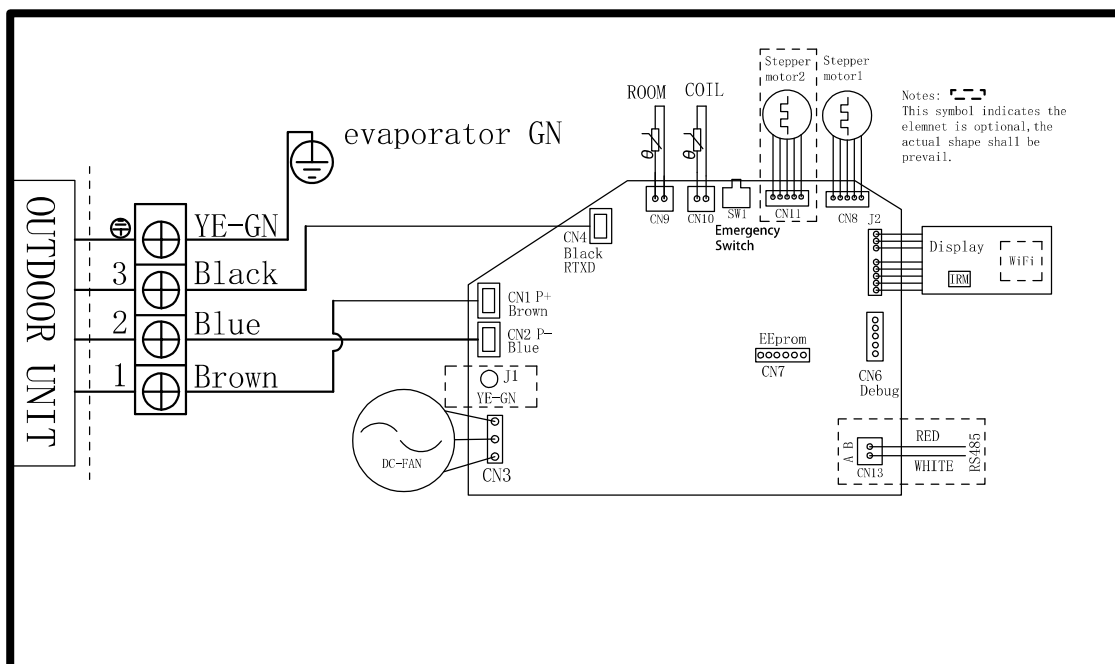 Stepper
motor2
Stepper
motor1
ROOM
COIL
Notes:
This symbol indicates the
elemnet is optional,the
actual shape shall be
prevail.
evaporator GN
θ
θ
CN9
CN10
SW1
CN11
CN8
Emergency
Switch
J2
OUTDOOR UNIT
YE-GN
3
Black
2
Blue
1
Brown
CN4
Black
RTXD
CN1 P+
Brown
CN2 P-
Blue
J1
YE-GN
DC-FAN
CN3
Display
WiFi
IRM
EEprom
CN7
CN6
Debug
A B
RED
WHITE
CN13
RS485